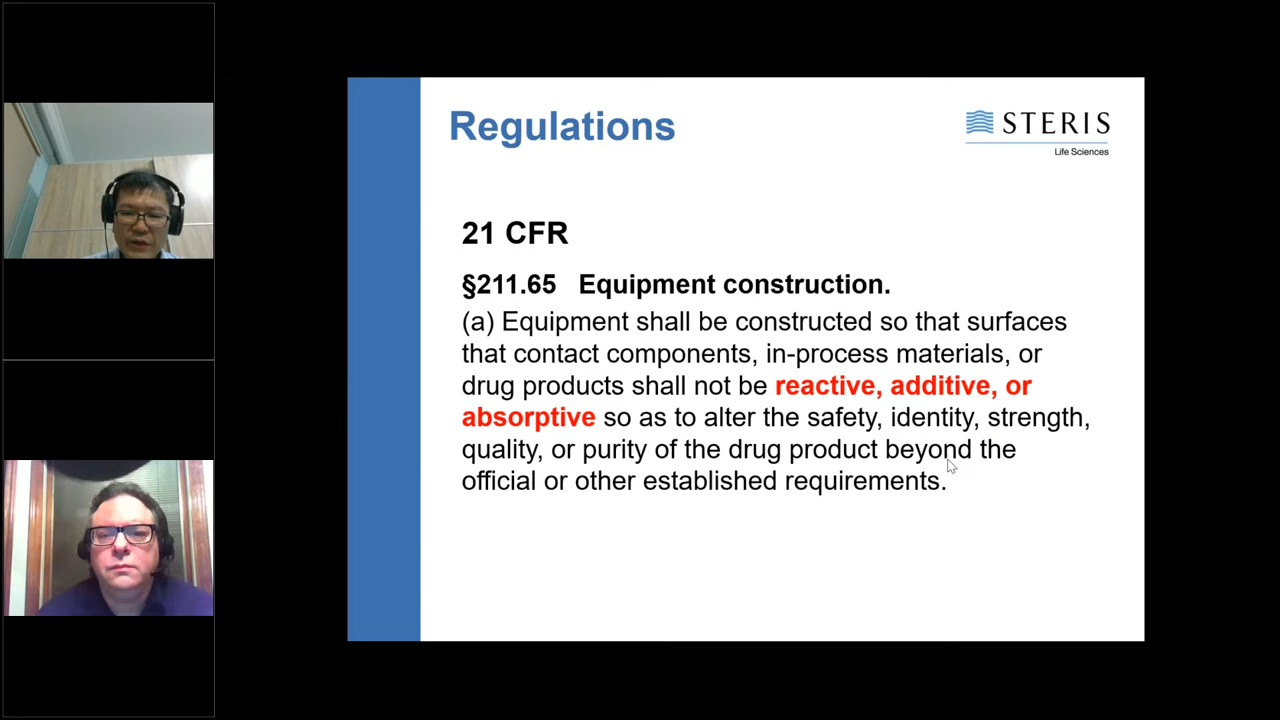 Regulations
STERIS
Life Sciences
21 CFR
§211.65 Equipment construction.
(a) Equipment shall be constructed so that surfaces
that contact components, in-process materials, or
drug products shall not be reactive, additive, or
absorptive so as to alter the safety, identity, strength,
quality, or purity of the drug product beyond the
official or other established requirements.